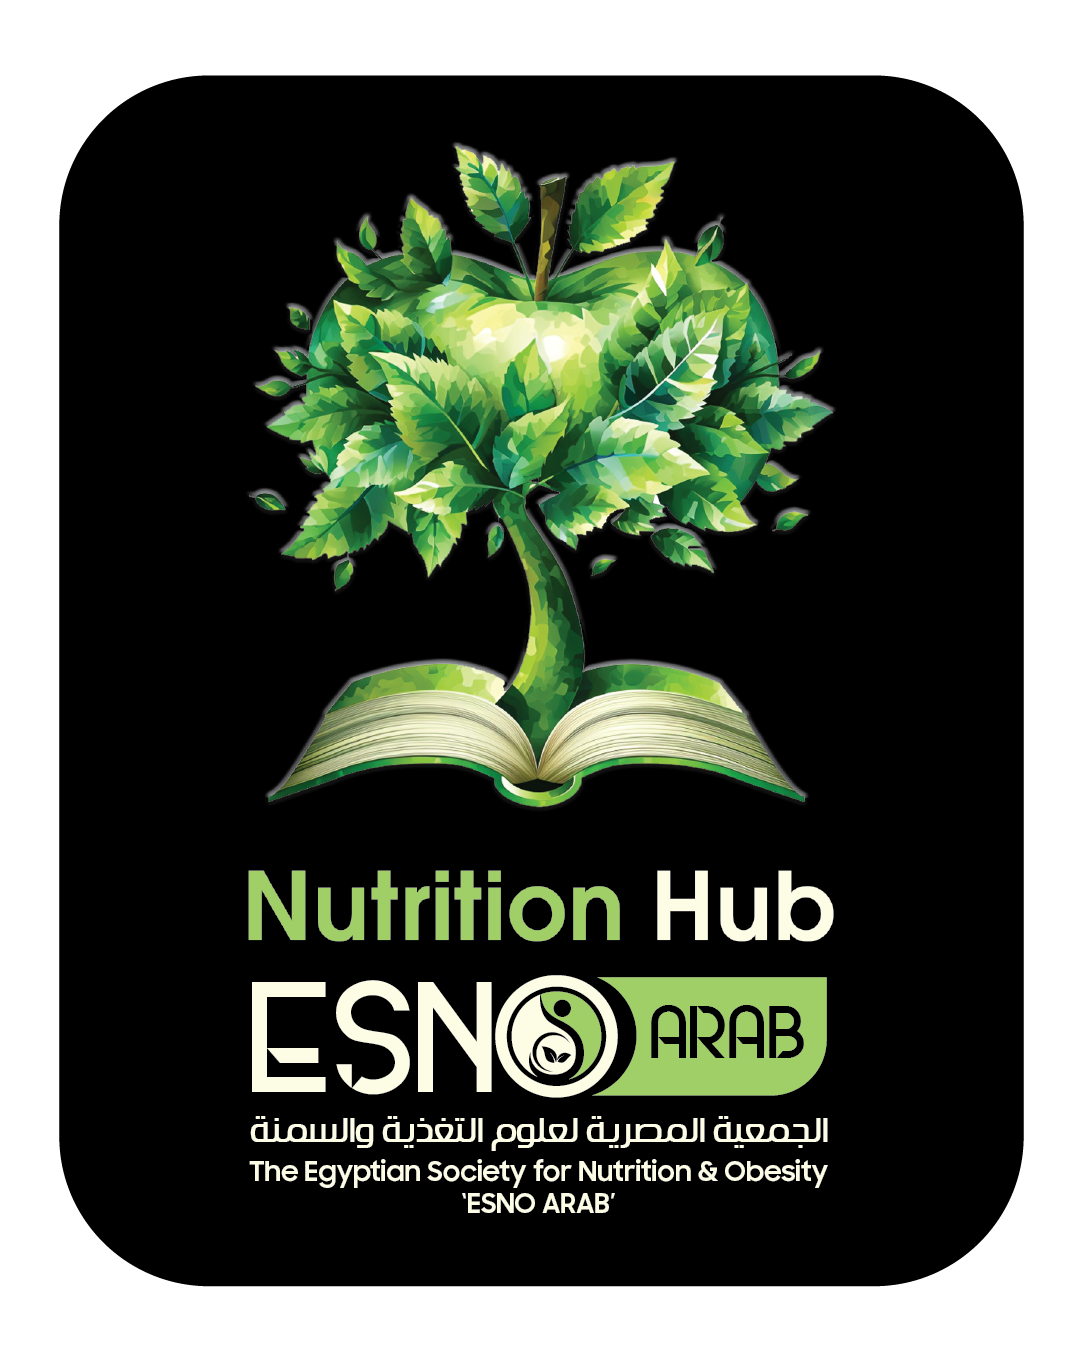 Nutrition Hub
ESNO ARAB
الجمعية المصرية لعلوم التغذية والسمنة
The Egyptian Society for Nutrition & Obesity
‘ESNO ARAB’